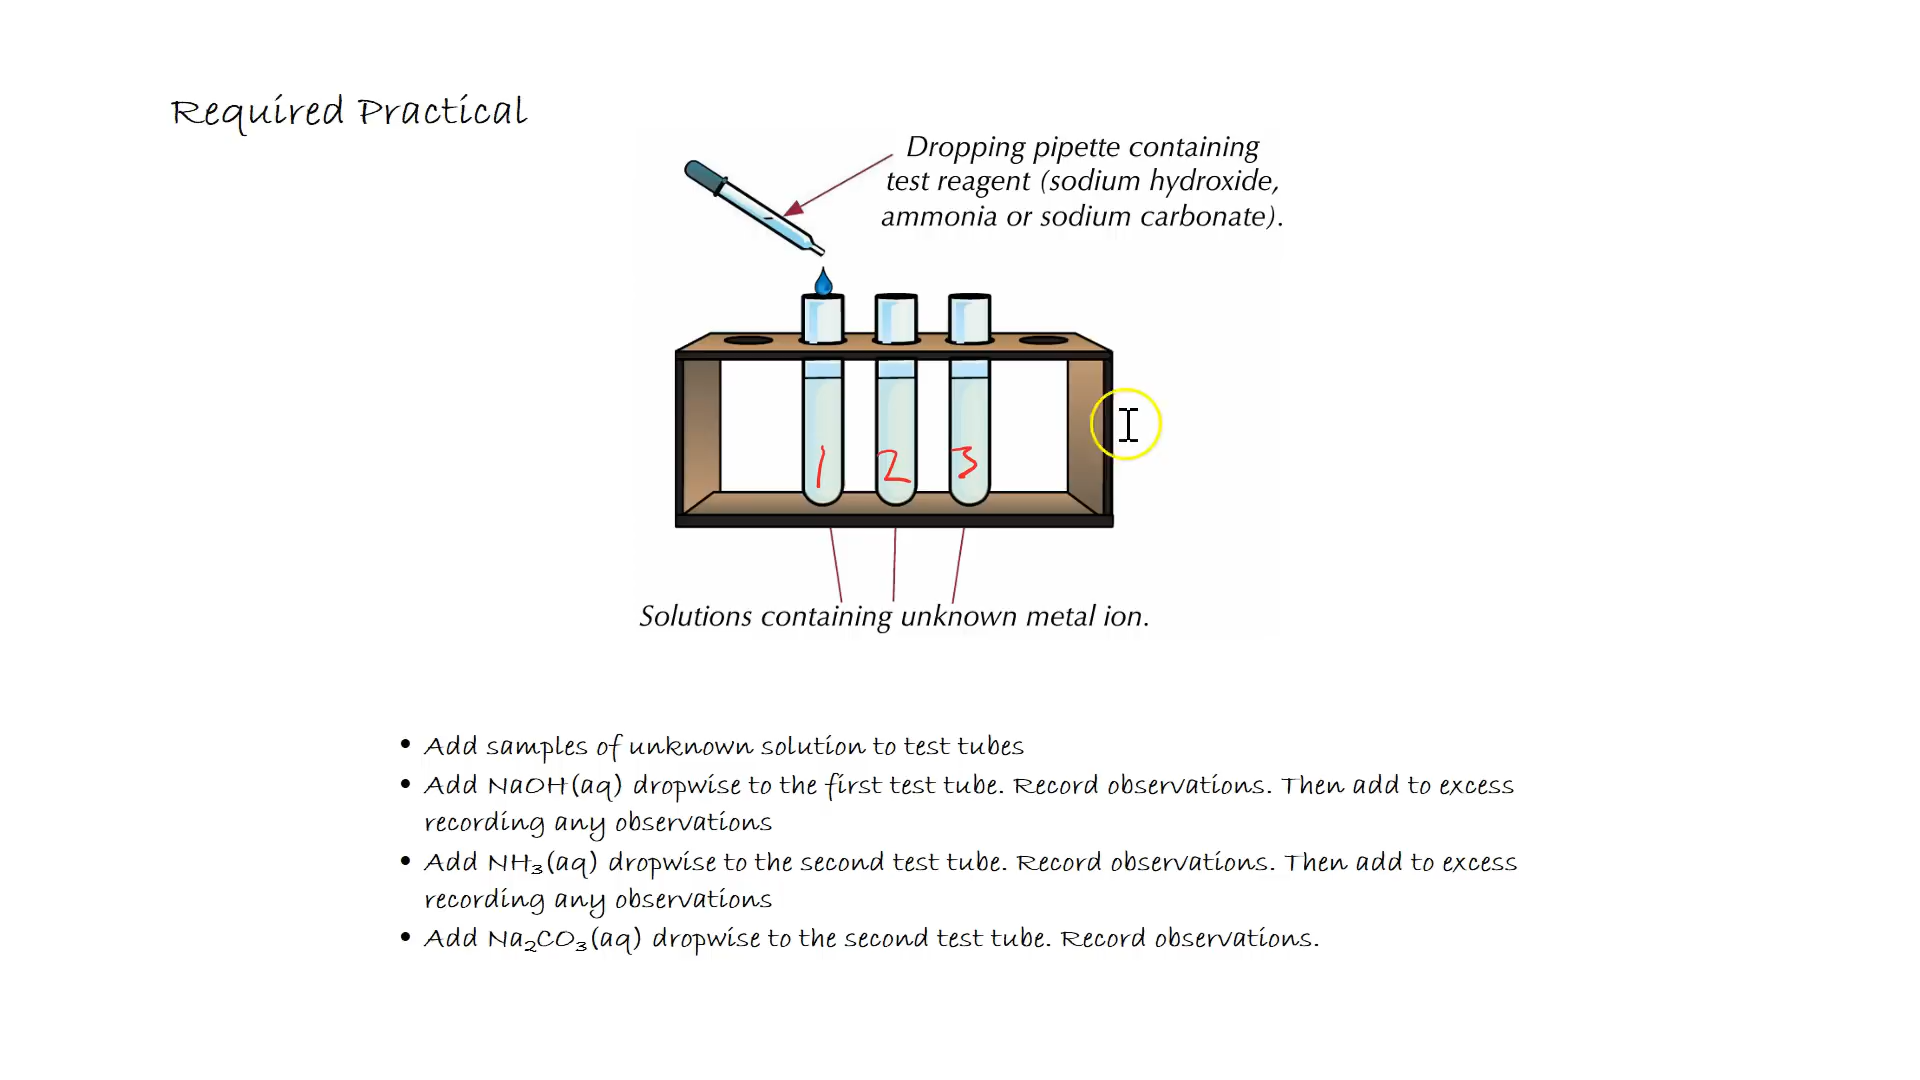 Required Practical
Dropping pipette containing
test reagent (sodium hydroxide,
ammonia or sodium carbonate).
1 2 3
Solutions containing unknown metal ion.
• Add samples of unknown solution to test tubes
• Add NaOH(aq) dropwise to the first test tube. Record observations. Then add to excess
recording any observations
• Add NH₃(aq) dropwise to the second test tube. Record observations. Then add to excess
recording any observations
• Add Na₂CO₃(aq) dropwise to the second test tube. Record observations.